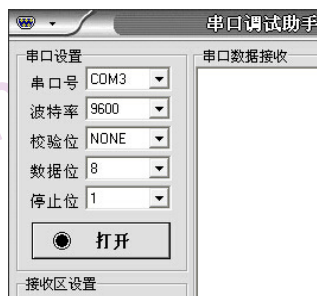 串口调试助手
串口设置
串口数据接收
串口号 COM3
波特率 9600
校验位 NONE
数据位 8
停止位 1
打开
接收区设置